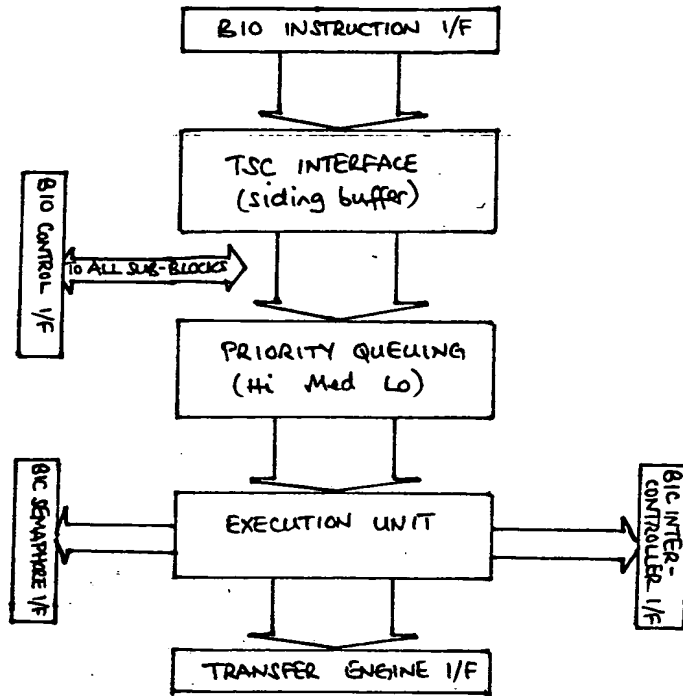 BIO INSTRUCTION I/F
TSC INTERFACE
(siding buffer)
BIO CONTROL I/F
TO ALL SUB-BLOCKS
PRIORITY QUEUING
(Hi Med Lo)
BIC SEMAPHORE I/F
EXECUTION UNIT
BIC INTER-
CONTROLLER I/F
TRANSFER ENGINE I/F